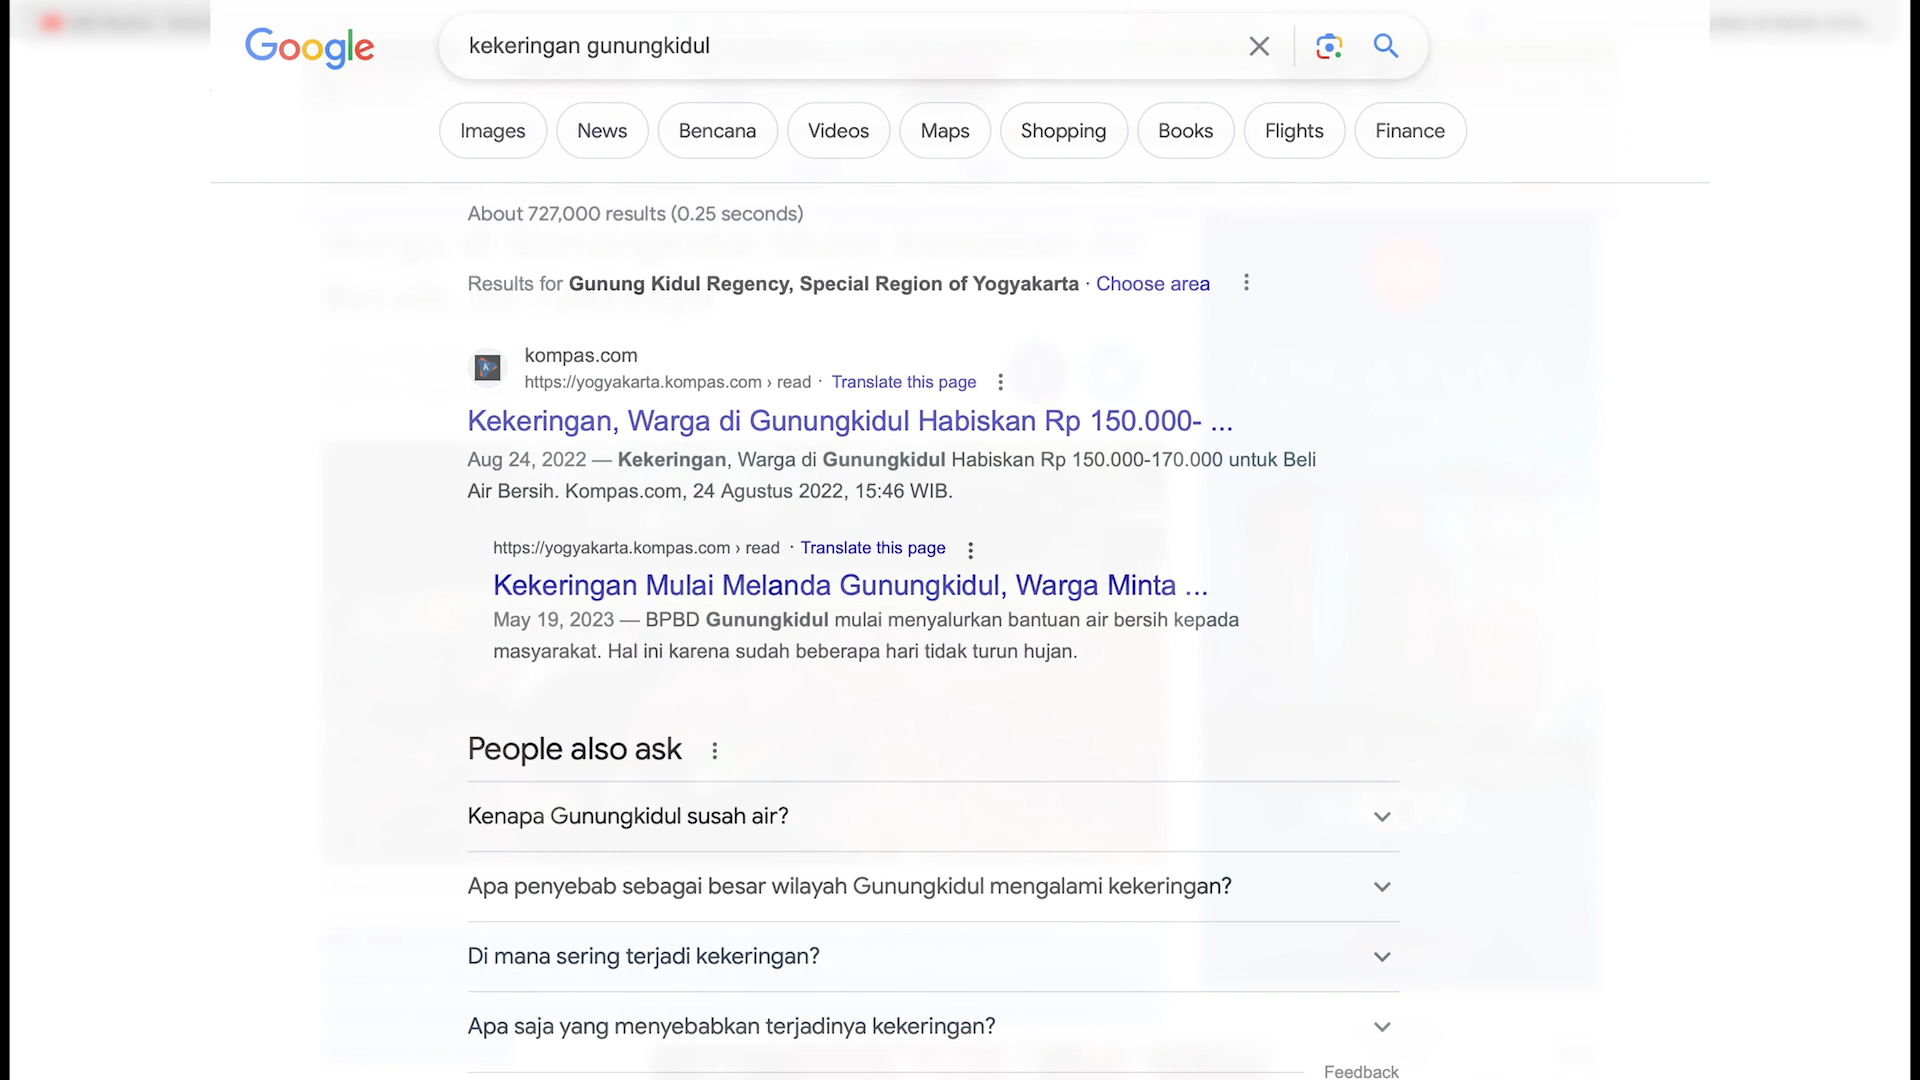 Google
kekeringan gunungkidul
Images News Bencana Videos Maps Shopping Books Flights Finance
About 727,000 results (0.25 seconds)
Results for Gunung Kidul Regency, Special Region of Yogyakarta · Choose area
kompas.com
https://yogyakarta.kompas.com › read · Translate this page
Kekeringan, Warga di Gunungkidul Habiskan Rp 150.000- ...
Aug 24, 2022 — Kekeringan, Warga di Gunungkidul Habiskan Rp 150.000-170.000 untuk Beli
Air Bersih. Kompas.com, 24 Agustus 2022, 15:46 WIB.
https://yogyakarta.kompas.com › read · Translate this page
Kekeringan Mulai Melanda Gunungkidul, Warga Minta ...
May 19, 2023 — BPBD Gunungkidul mulai menyalurkan bantuan air bersih kepada
masyarakat. Hal ini karena sudah beberapa hari tidak turun hujan.
People also ask
Kenapa Gunungkidul susah air?
Apa penyebab sebagai besar wilayah Gunungkidul mengalami kekeringan?
Di mana sering terjadi kekeringan?
Apa saja yang menyebabkan terjadinya kekeringan?
Feedback